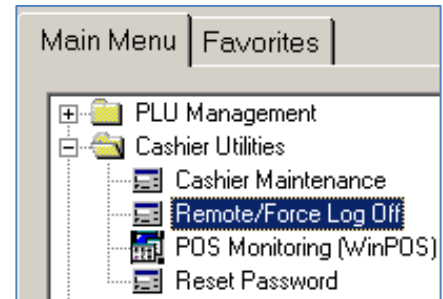 Main Menu Favorites
PLU Management
Cashier Utilities
Cashier Maintenance
Remote/Force Log Off
POS Monitoring (WinPOS)
Reset Password